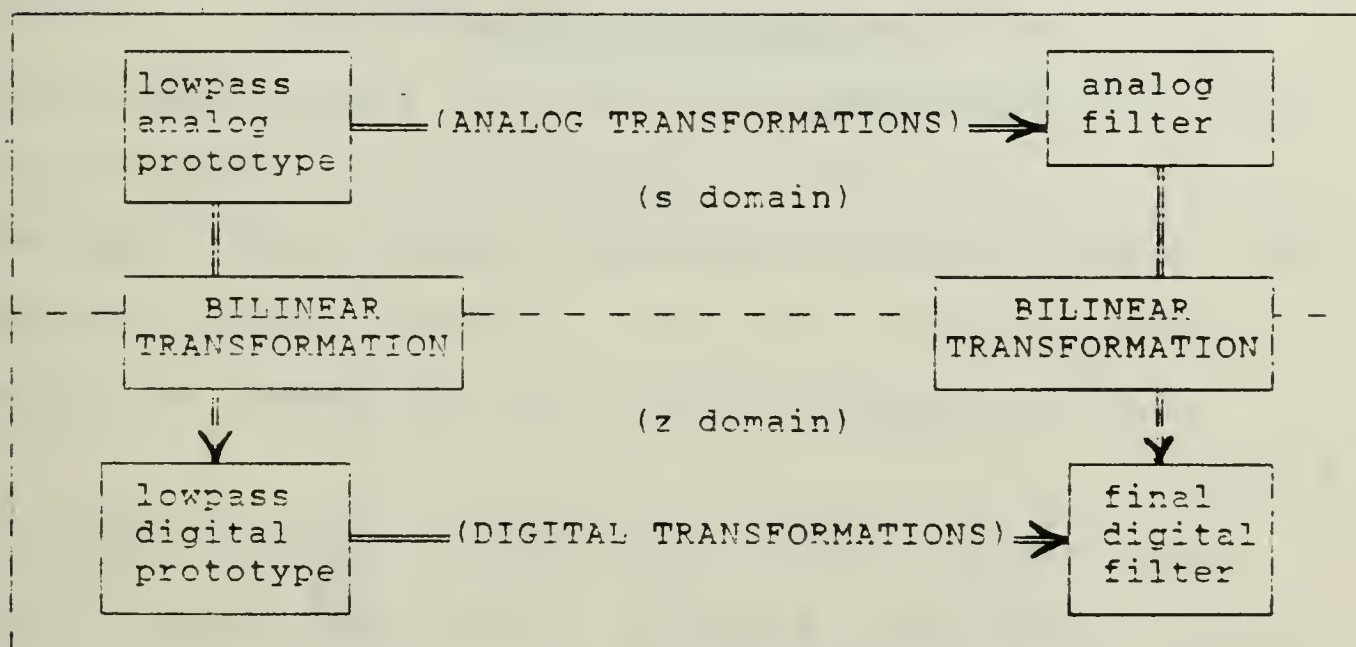 lowpass
analog
prototype
(ANALOG TRANSFORMATIONS)
analog
filter
(s domain)
BILINEAR
TRANSFORMATION
BILINEAR
TRANSFORMATION
(z domain)
lowpass
digital
prototype
(DIGITAL TRANSFORMATIONS)
final
digital
filter